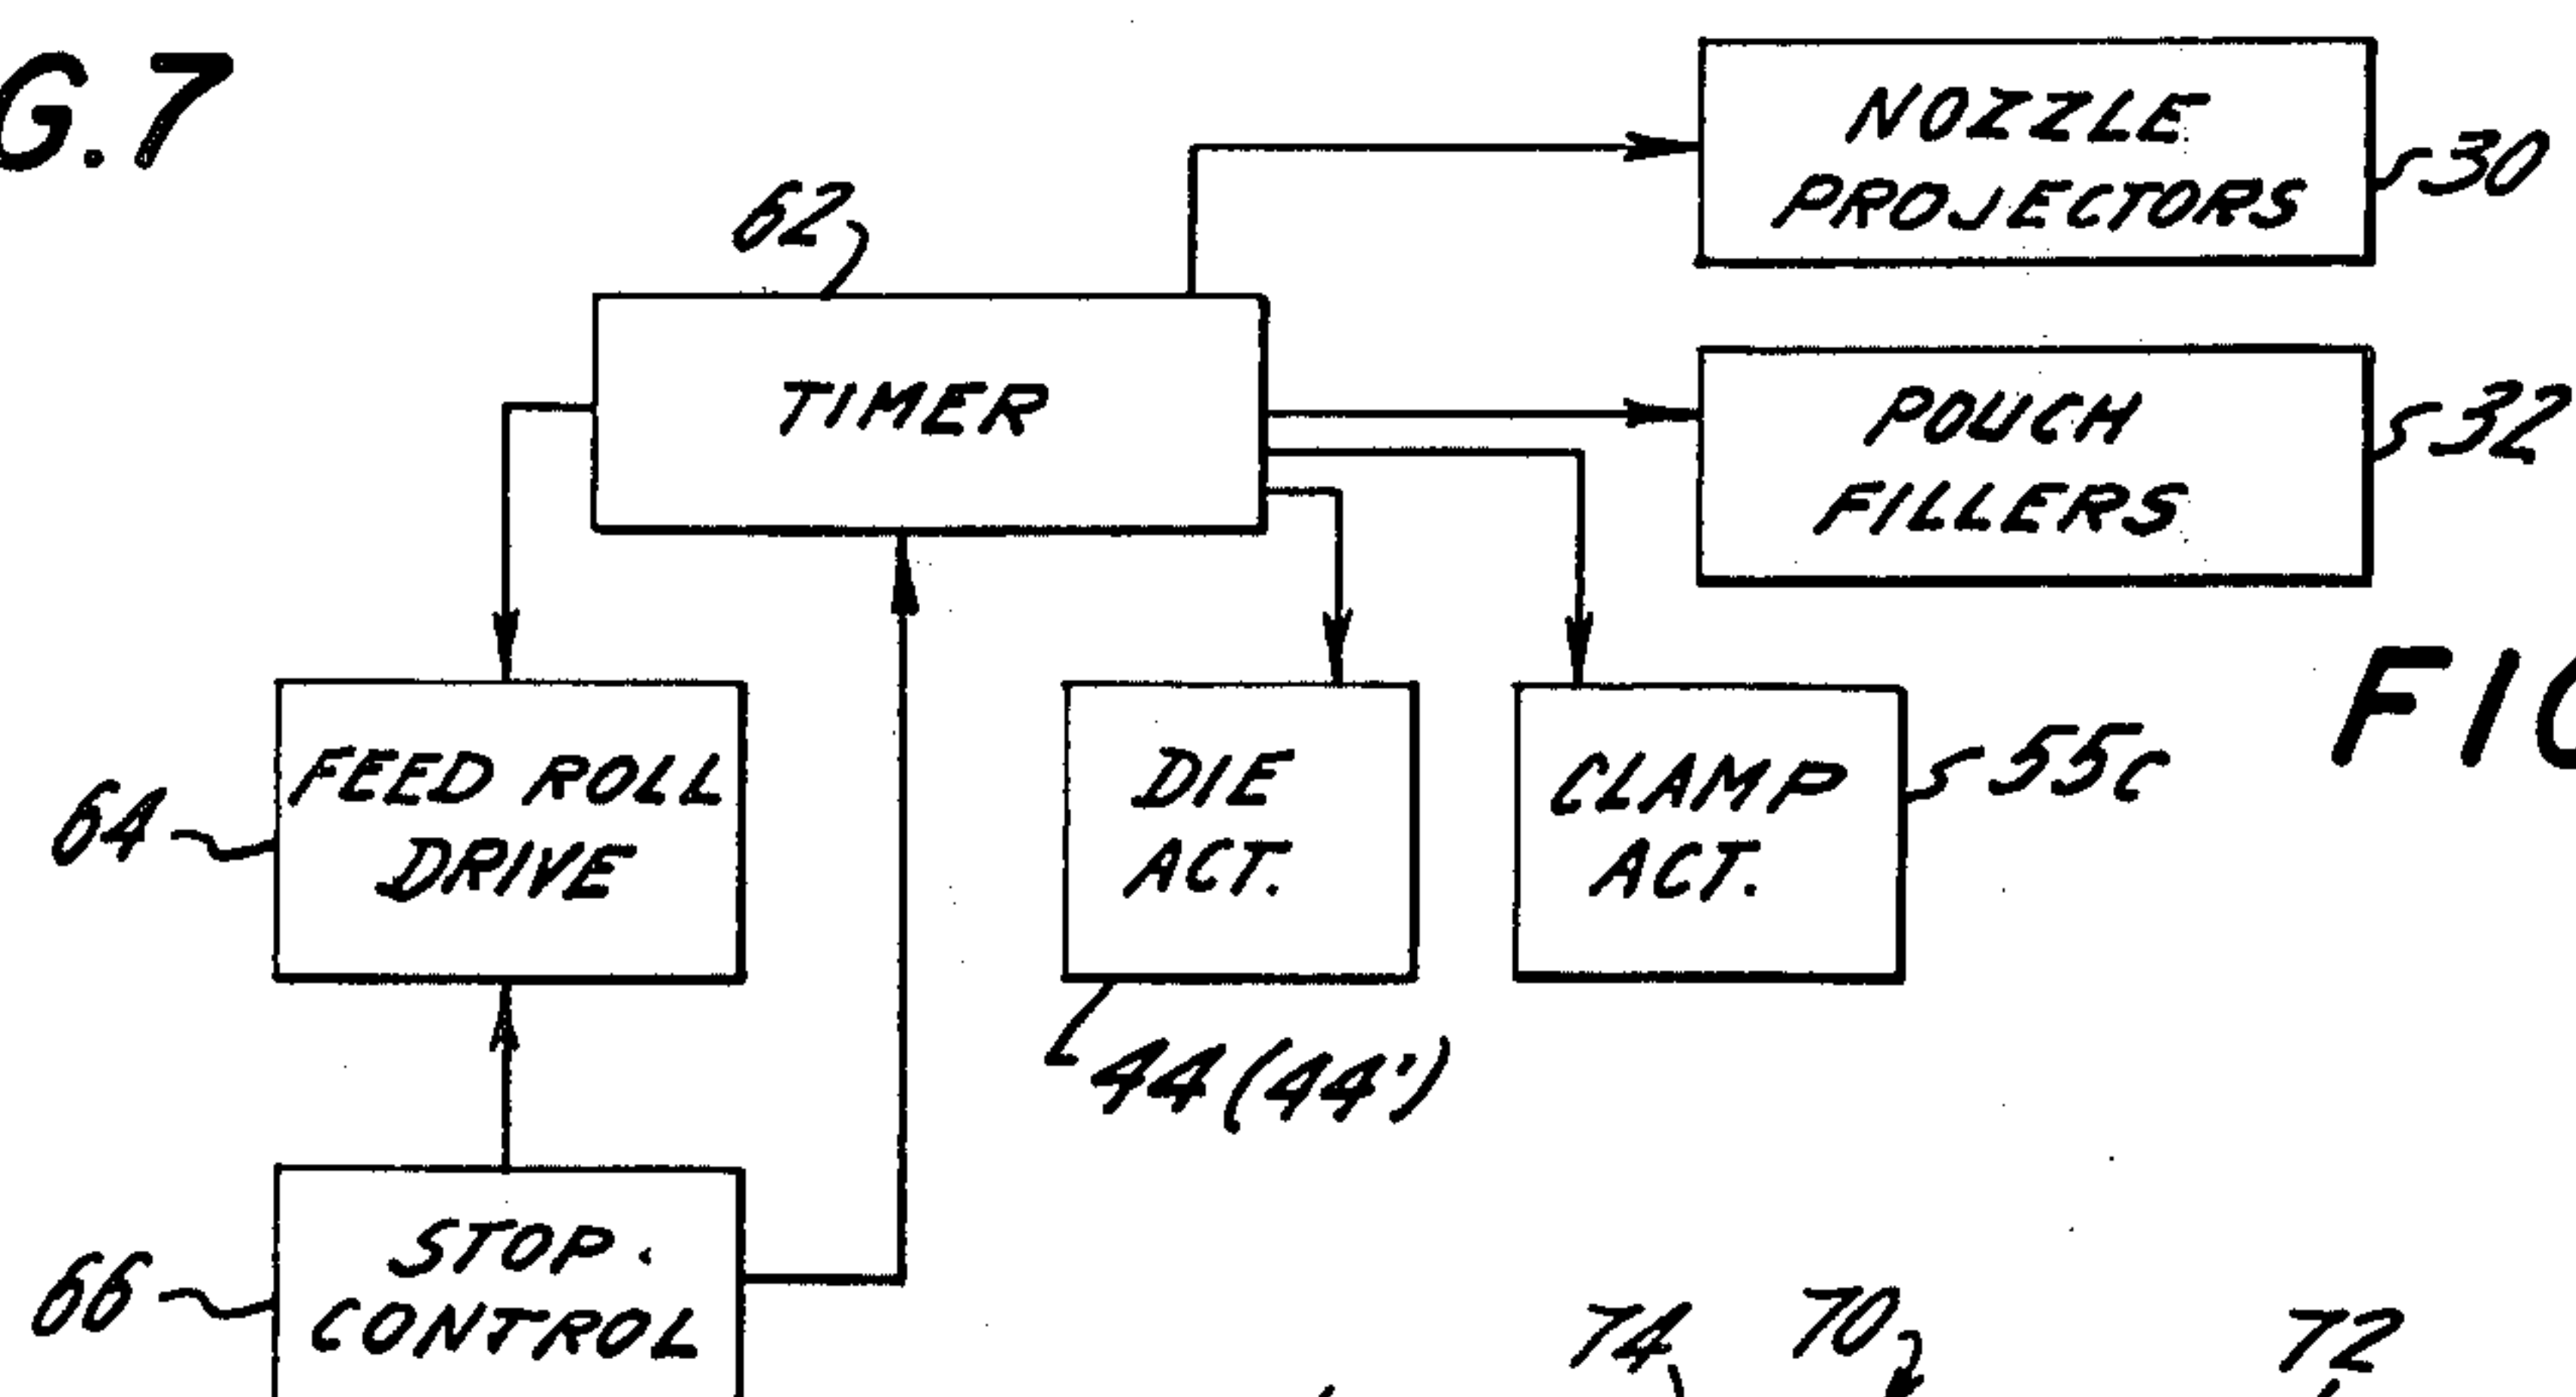 G.7
NOZZLE
PROJECTORS
30
62
TIMER
POUCH
FILLERS
32
FEED ROLL
DRIVE
64
DIE
ACT.
44(44')
CLAMP
ACT.
55c
FIG
STOP
CONTROL
66
74
70
72